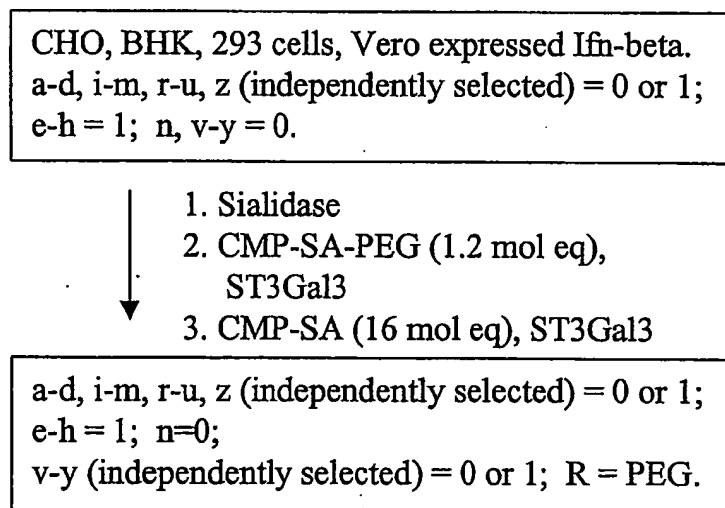 CHO, BHK, 293 cells, Vero expressed Ifn-beta.
a-d, i-m, r-u, z (independently selected) = 0 or 1;
e-h = 1; n, v-y = 0.
1. Sialidase
2. CMP-SA-PEG (1.2 mol eq),
ST3Gal3
3. CMP-SA (16 mol eq), ST3Gal3
a-d, i-m, r-u, z (independently selected) = 0 or 1;
e-h = 1; n=0;
v-y (independently selected) = 0 or 1; R = PEG.